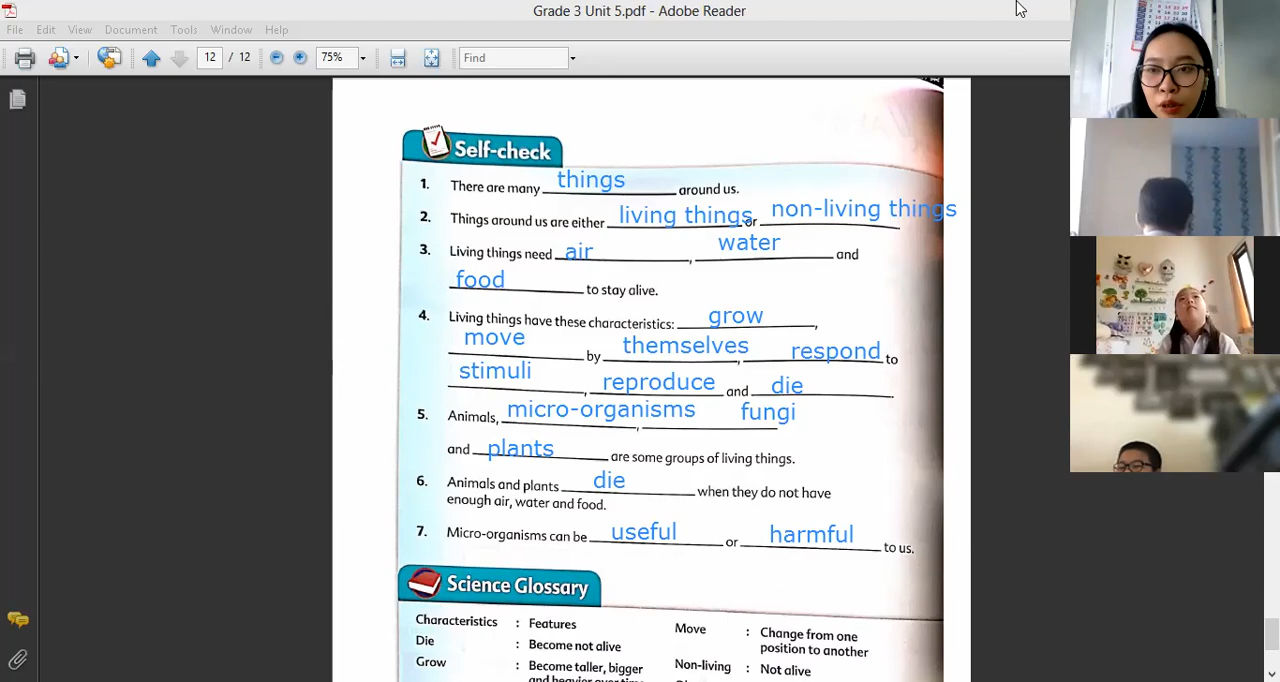 Grade 3 Unit 5.pdf - Adobe Reader
File Edit View Document Tools Window Help
12 / 12 75% Find
Self-check
1. There are many things around us.
2. Things around us are either living things or non-living things
3. Living things need air , water and
food to stay alive.
4. Living things have these characteristics: grow ,
move by themselves , respond to
stimuli , reproduce and die .
5. Animals, micro-organisms , fungi
and plants are some groups of living things.
6. Animals and plants die when they do not have
enough air, water and food.
7. Micro-organisms can be useful or harmful to us.
Science Glossary
Characteristics : Features
Die : Become not alive
Grow : Become taller, bigger
and heavier over time
Move : Change from one
position to another
Non-living : Not alive